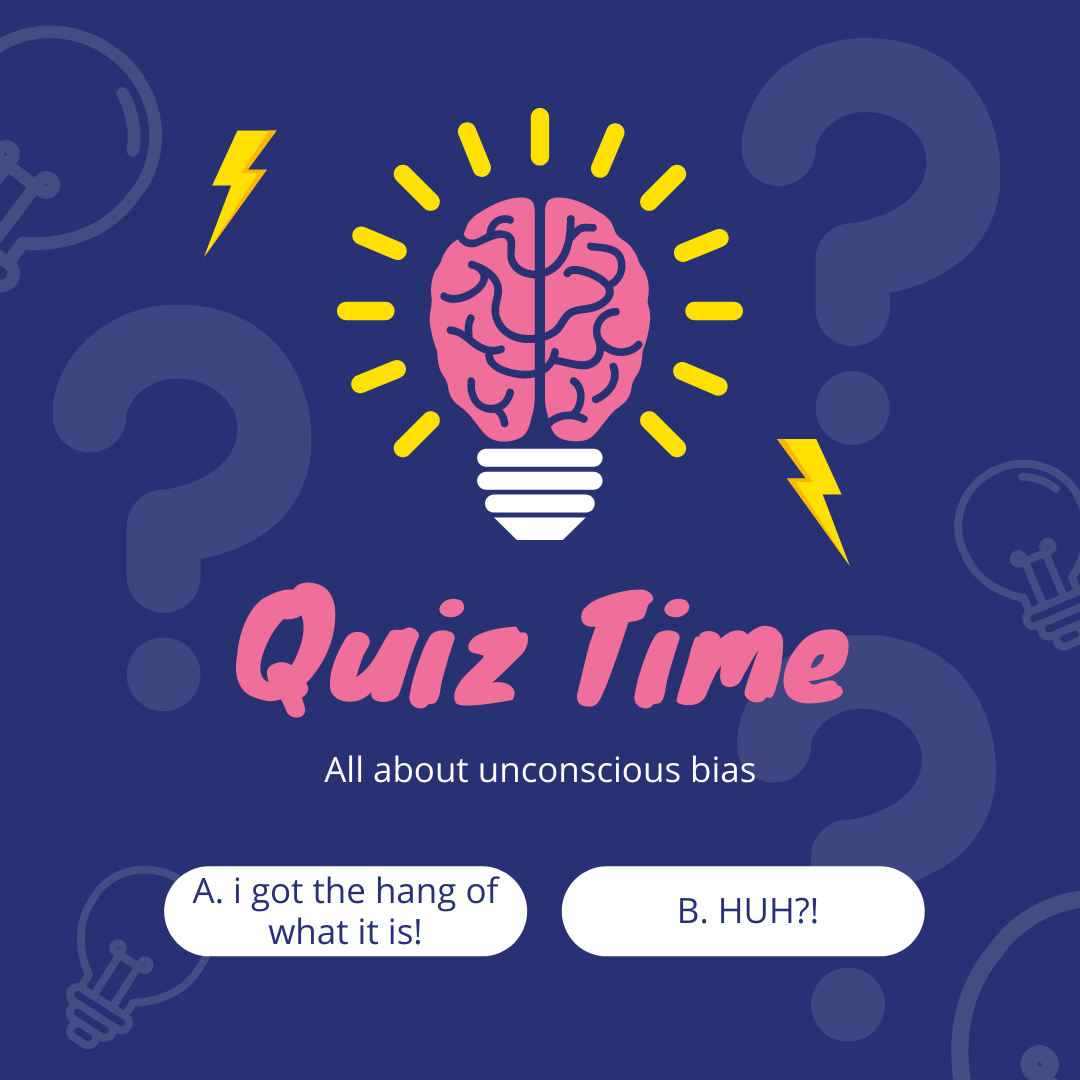 Quiz Time
All about unconscious bias
A. i got the hang of
what it is!
B. HUH?!